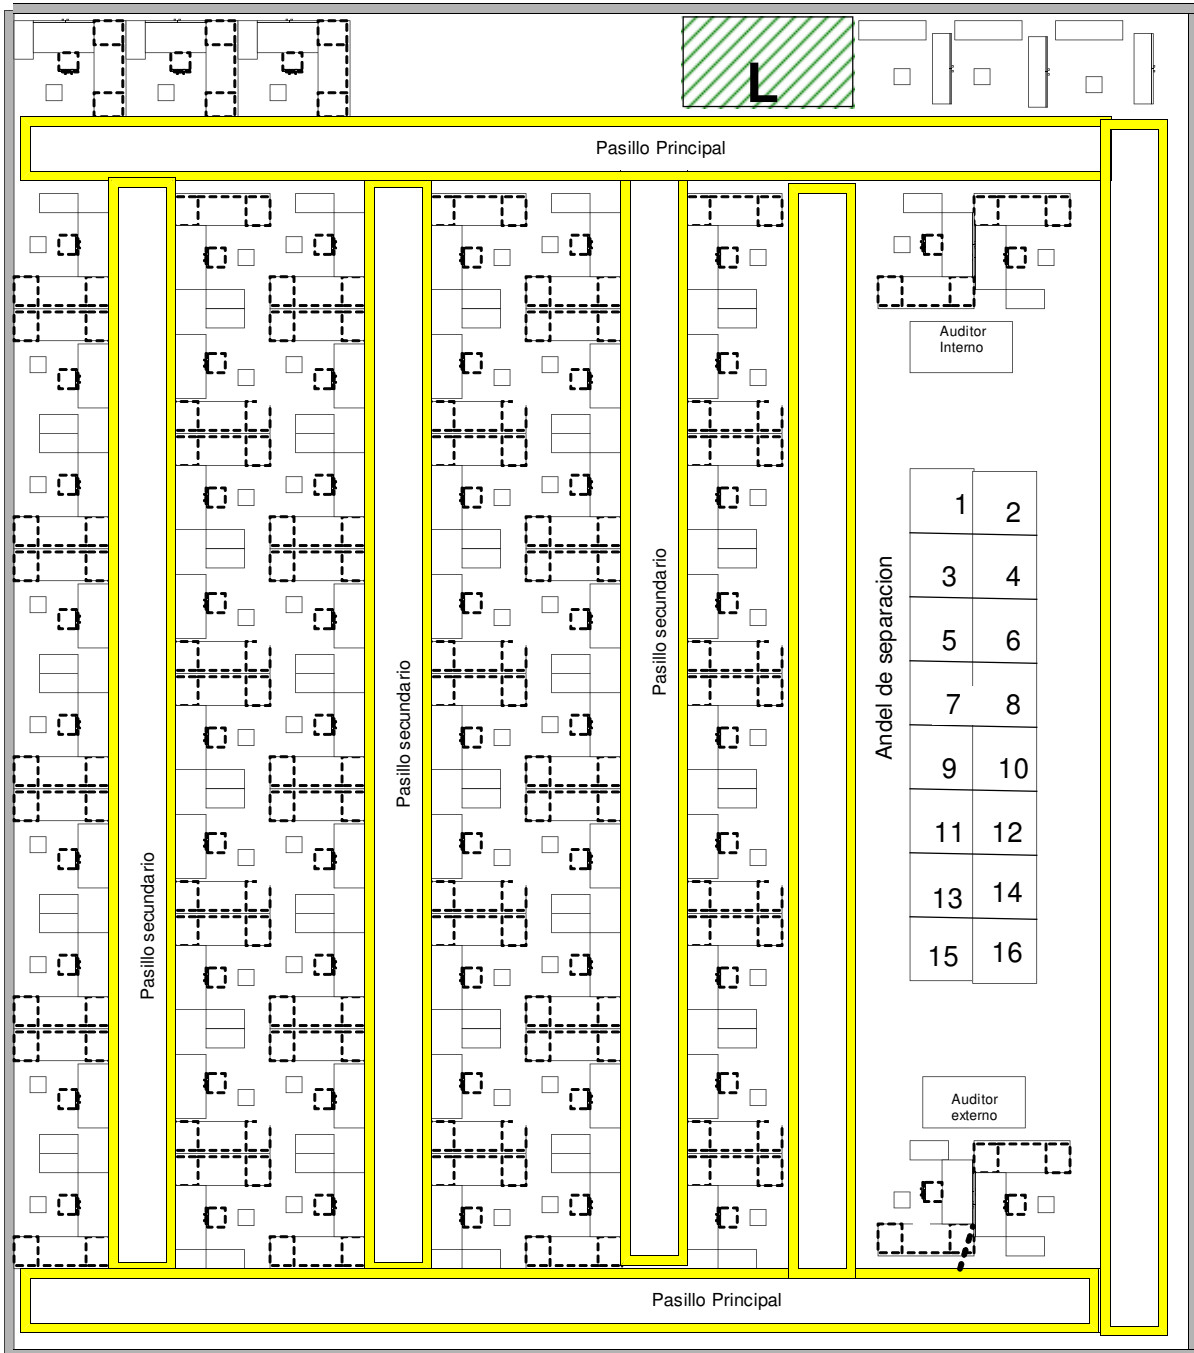 L
Pasillo Principal
Auditor
Interno
Pasillo secundario
Pasillo secundario
Pasillo secundario
Andel de separacion
1 2
3 4
5 6
7 8
9 10
11 12
13 14
15 16
Auditor
externo
Pasillo Principal